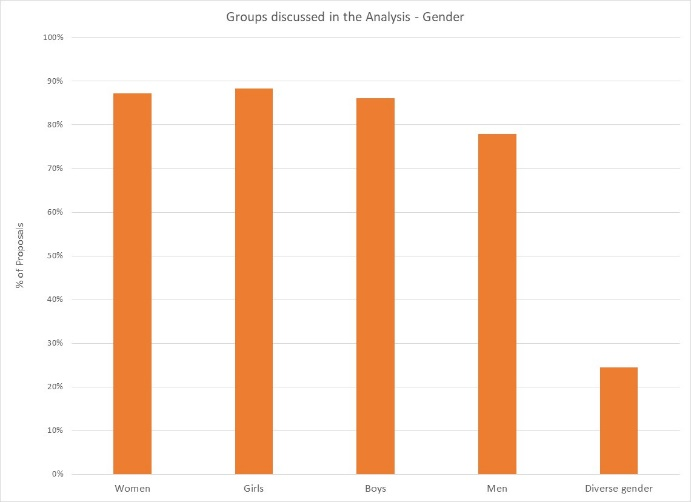 Groups discussed in the Analysis - Gender
100%
90%
80%
70%
60%
50%
40%
30%
20%
10%
0%
% of Proposals
Women
Girls
Boys
Men
Diverse gender